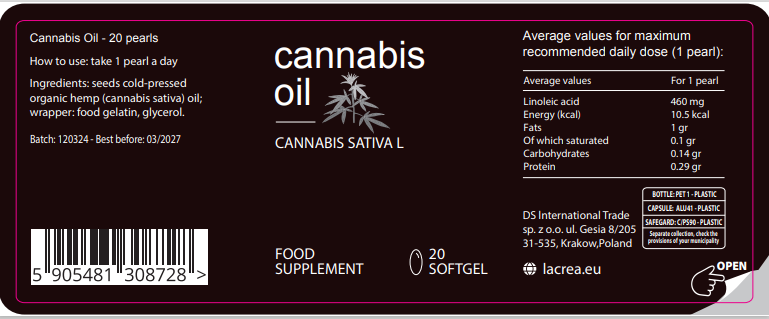 Cannabis Oil - 20 pearls
How to use: take 1 pearl a day
Ingredients: seeds cold-pressed
organic hemp (cannabis sativa) oil;
wrapper: food gelatin, glycerol.
Batch: 120324 - Best before: 03/2027
5 905481 308728 >
cannabis
oil
CANNABIS SATIVA L
FOOD
SUPPLEMENT
20
SOFTGEL
Average values for maximum
recommended daily dose (1 pearl):
Average values For 1 pearl
Linoleic acid 460 mg
Energy (kcal) 10.5 kcal
Fats 1 gr
Of which saturated 0.1 gr
Carbohydrates 0.14 gr
Protein 0.29 gr
DS International Trade
sp. z o.o. ul. Gesia 8/205
31-535, Krakow,Poland
lacrea.eu
BOTTLE: PET 1 - PLASTIC
CAPSULE: ALU41 - PLASTIC
SAFEGARD: C/PS90 - PLASTIC
Separate collection, check the
provisions of your municipality
OPEN